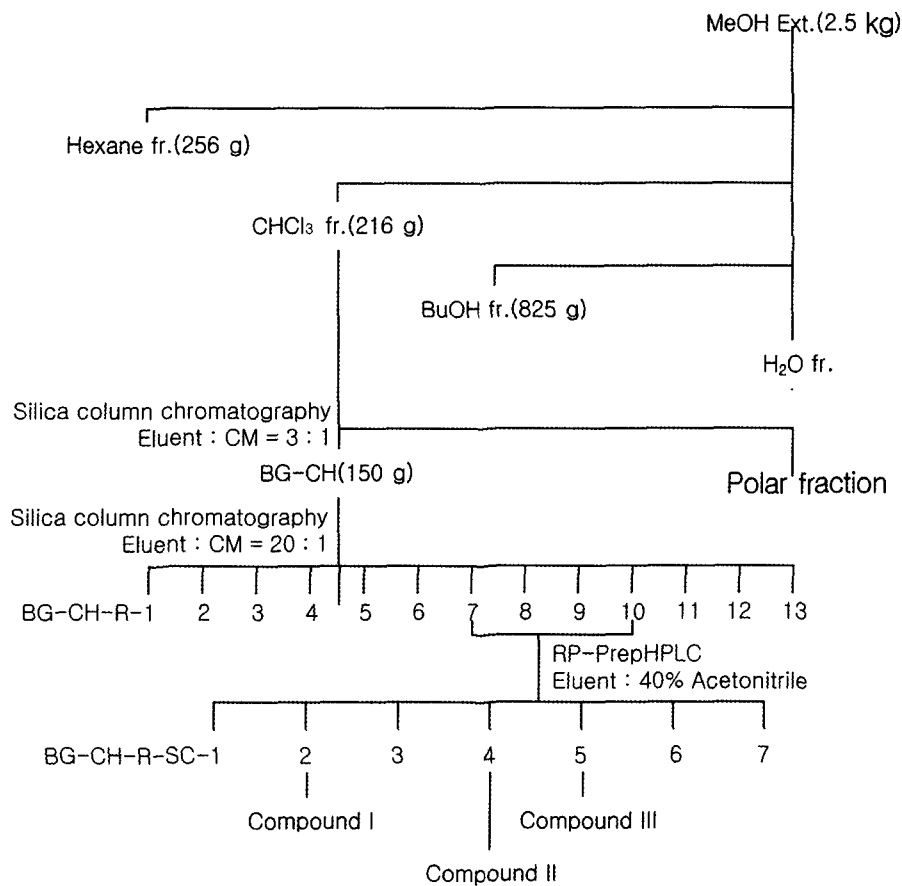 MeOH Ext.(2.5 kg)
Hexane fr.(256 g)
CHCl₃ fr.(216 g)
BuOH fr.(825 g)
H₂O fr.
Silica column chromatography
Eluent : CM = 3 : 1
BG-CH(150 g)
Polar fraction
Silica column chromatography
Eluent : CM = 20 : 1
BG-CH-R-1 2 3 4 5 6 7 8 9 10 11 12 13
RP-PrepHPLC
Eluent : 40% Acetonitrile
BG-CH-R-SC-1 2 3 4 5 6 7
Compound I
Compound III
Compound II